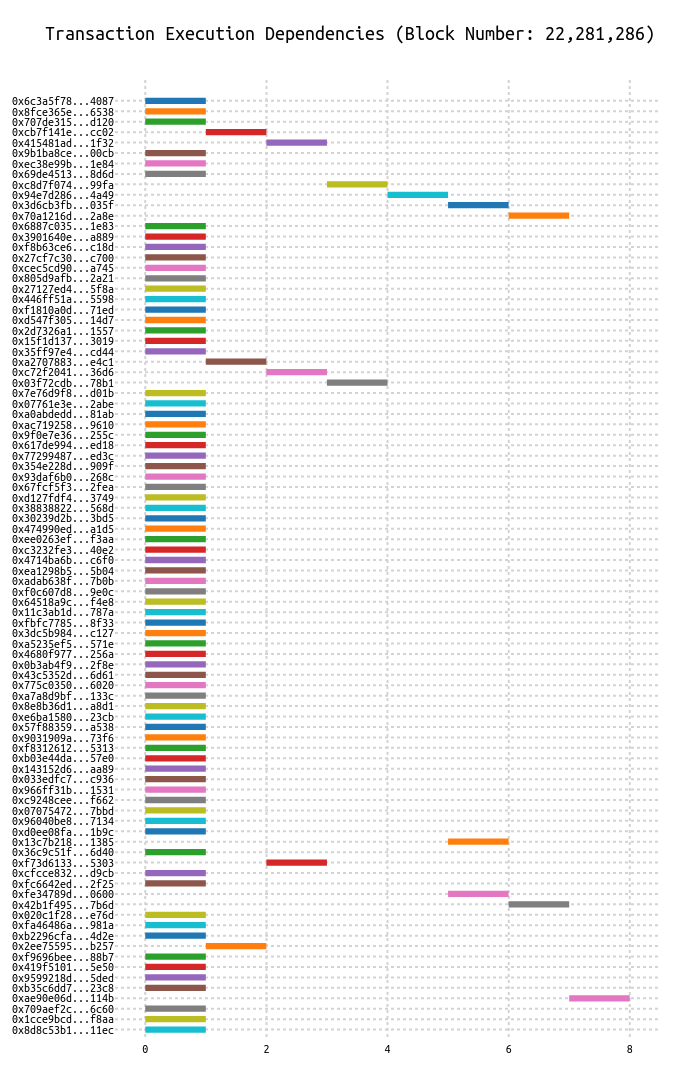 Transaction Execution Dependencies (Block Number: 22,281,286)
0x6c3a5f78...4087
0x8fce365e...6538
0x707de315...d120
0xcb7f141e...cc02
0x415481ad...1f32
0x9b1ba8ce...00cb
0xec38e99b...1e84
0x69de4513...8d6d
0xc8d7f074...99fa
0x94e7d286...4a49
0x3d6cb3fb...035f
0x70a1216d...2a8e
0x6887c035...1e83
0x3901640e...a889
0xf8b63ce6...c18d
0x27cf7c30...c700
0xcec5cd90...a745
0x805d9afb...2a21
0x27127ed4...5f8a
0x446ff51a...5598
0xf1810a0d...71ed
0xd547f305...14d7
0x2d7326a1...1557
0x15f1d137...3019
0x35ff97e4...cd44
0xa2707883...e4c1
0xc72f2041...36d6
0x03f72cdb...78b1
0x7e76d9f8...d01b
0x07761e3e...2abe
0xa0abdedd...81ab
0xac719258...9610
0x9f0e7e36...255c
0x617de994...ed18
0x77299487...ed3c
0x354e228d...909f
0x93daf6b0...268c
0x67fcf5f3...2fea
0xd127fdf4...3749
0x38838822...568d
0x30239d2b...3bd5
0x474990ed...a1d5
0xee0263ef...f3aa
0xc3232fe3...40e2
0x4714ba6b...c6f0
0xea1298b5...5b04
0xadab638f...7b0b
0xf0c607d8...9e0c
0x64518a9c...f4e8
0x11c3ab1d...787a
0xfbfc7785...8f33
0x3dc5b984...c127
0xa5235ef5...571e
0x4680f977...256a
0x0b3ab4f9...2f8e
0x43c5352d...6d61
0x775c0350...6020
0xa7a8d9bf...133c
0x8e8b36d1...a8d1
0xe6ba1580...23cb
0x57f88359...a538
0x9031909a...73f6
0xf8312612...5313
0xb03e44da...57e0
0x143152d6...aa89
0x033edfc7...c936
0x966ff31b...1531
0xc9248cee...f662
0x07075472...7bbd
0x96040be8...7134
0xd0ee08fa...1b9c
0x13c7b218...1385
0x36c9c51f...6d40
0xf73d6133...5303
0xcfcce832...d9cb
0xfc6642ed...2f25
0xfe34789d...0600
0x42b1f495...7b6d
0x020c1f28...e76d
0xfa46486a...981a
0xb2296cfa...4d2e
0x2ee75595...b257
0xf9696bee...88b7
0x419f5101...5e50
0x9599218d...5ded
0xb35c6dd7...23c8
0xae90e06d...114b
0x709aef2c...6c60
0x1cce9bcd...f8aa
0x8d8c53b1...11ec
0 2 4 6 8